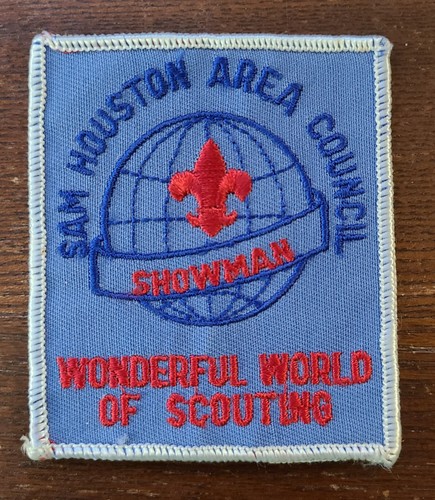 SAM HOUSTON AREA COUNCIL
SHOWMAN
WONDERFUL WORLD
OF SCOUTING